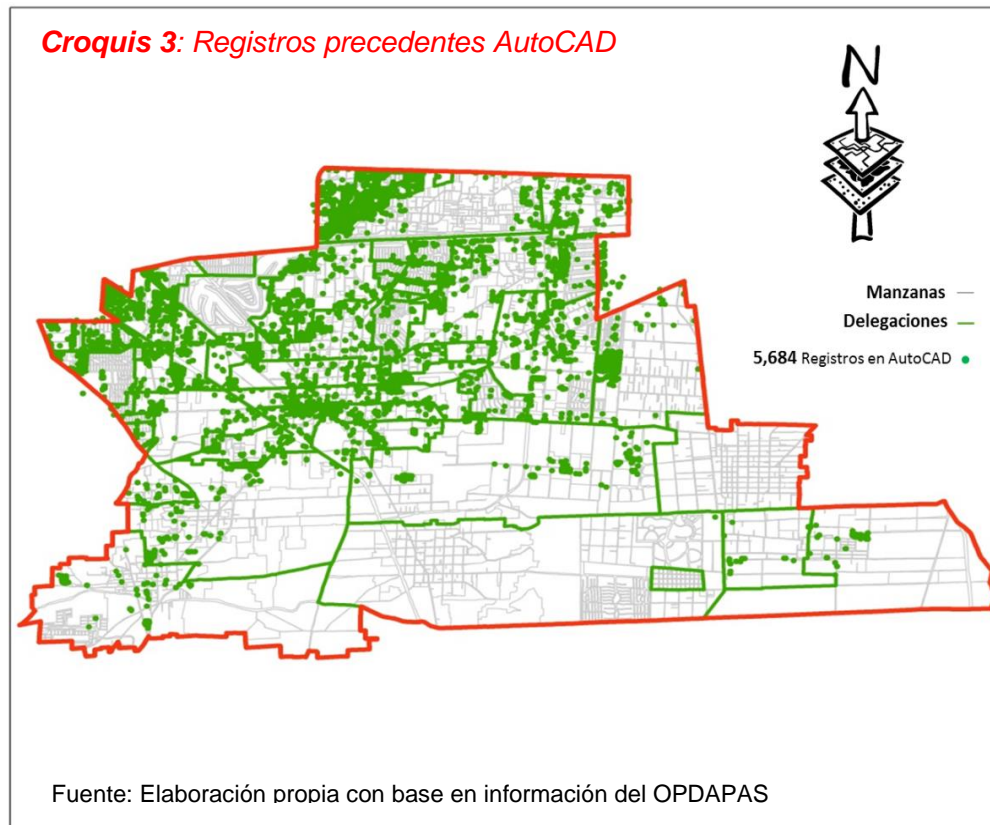 Croquis 3: Registros precedentes AutoCAD
N
Manzanas
Delegaciones
5,684 Registros en AutoCAD
Fuente: Elaboración propia con base en información del OPDAPAS